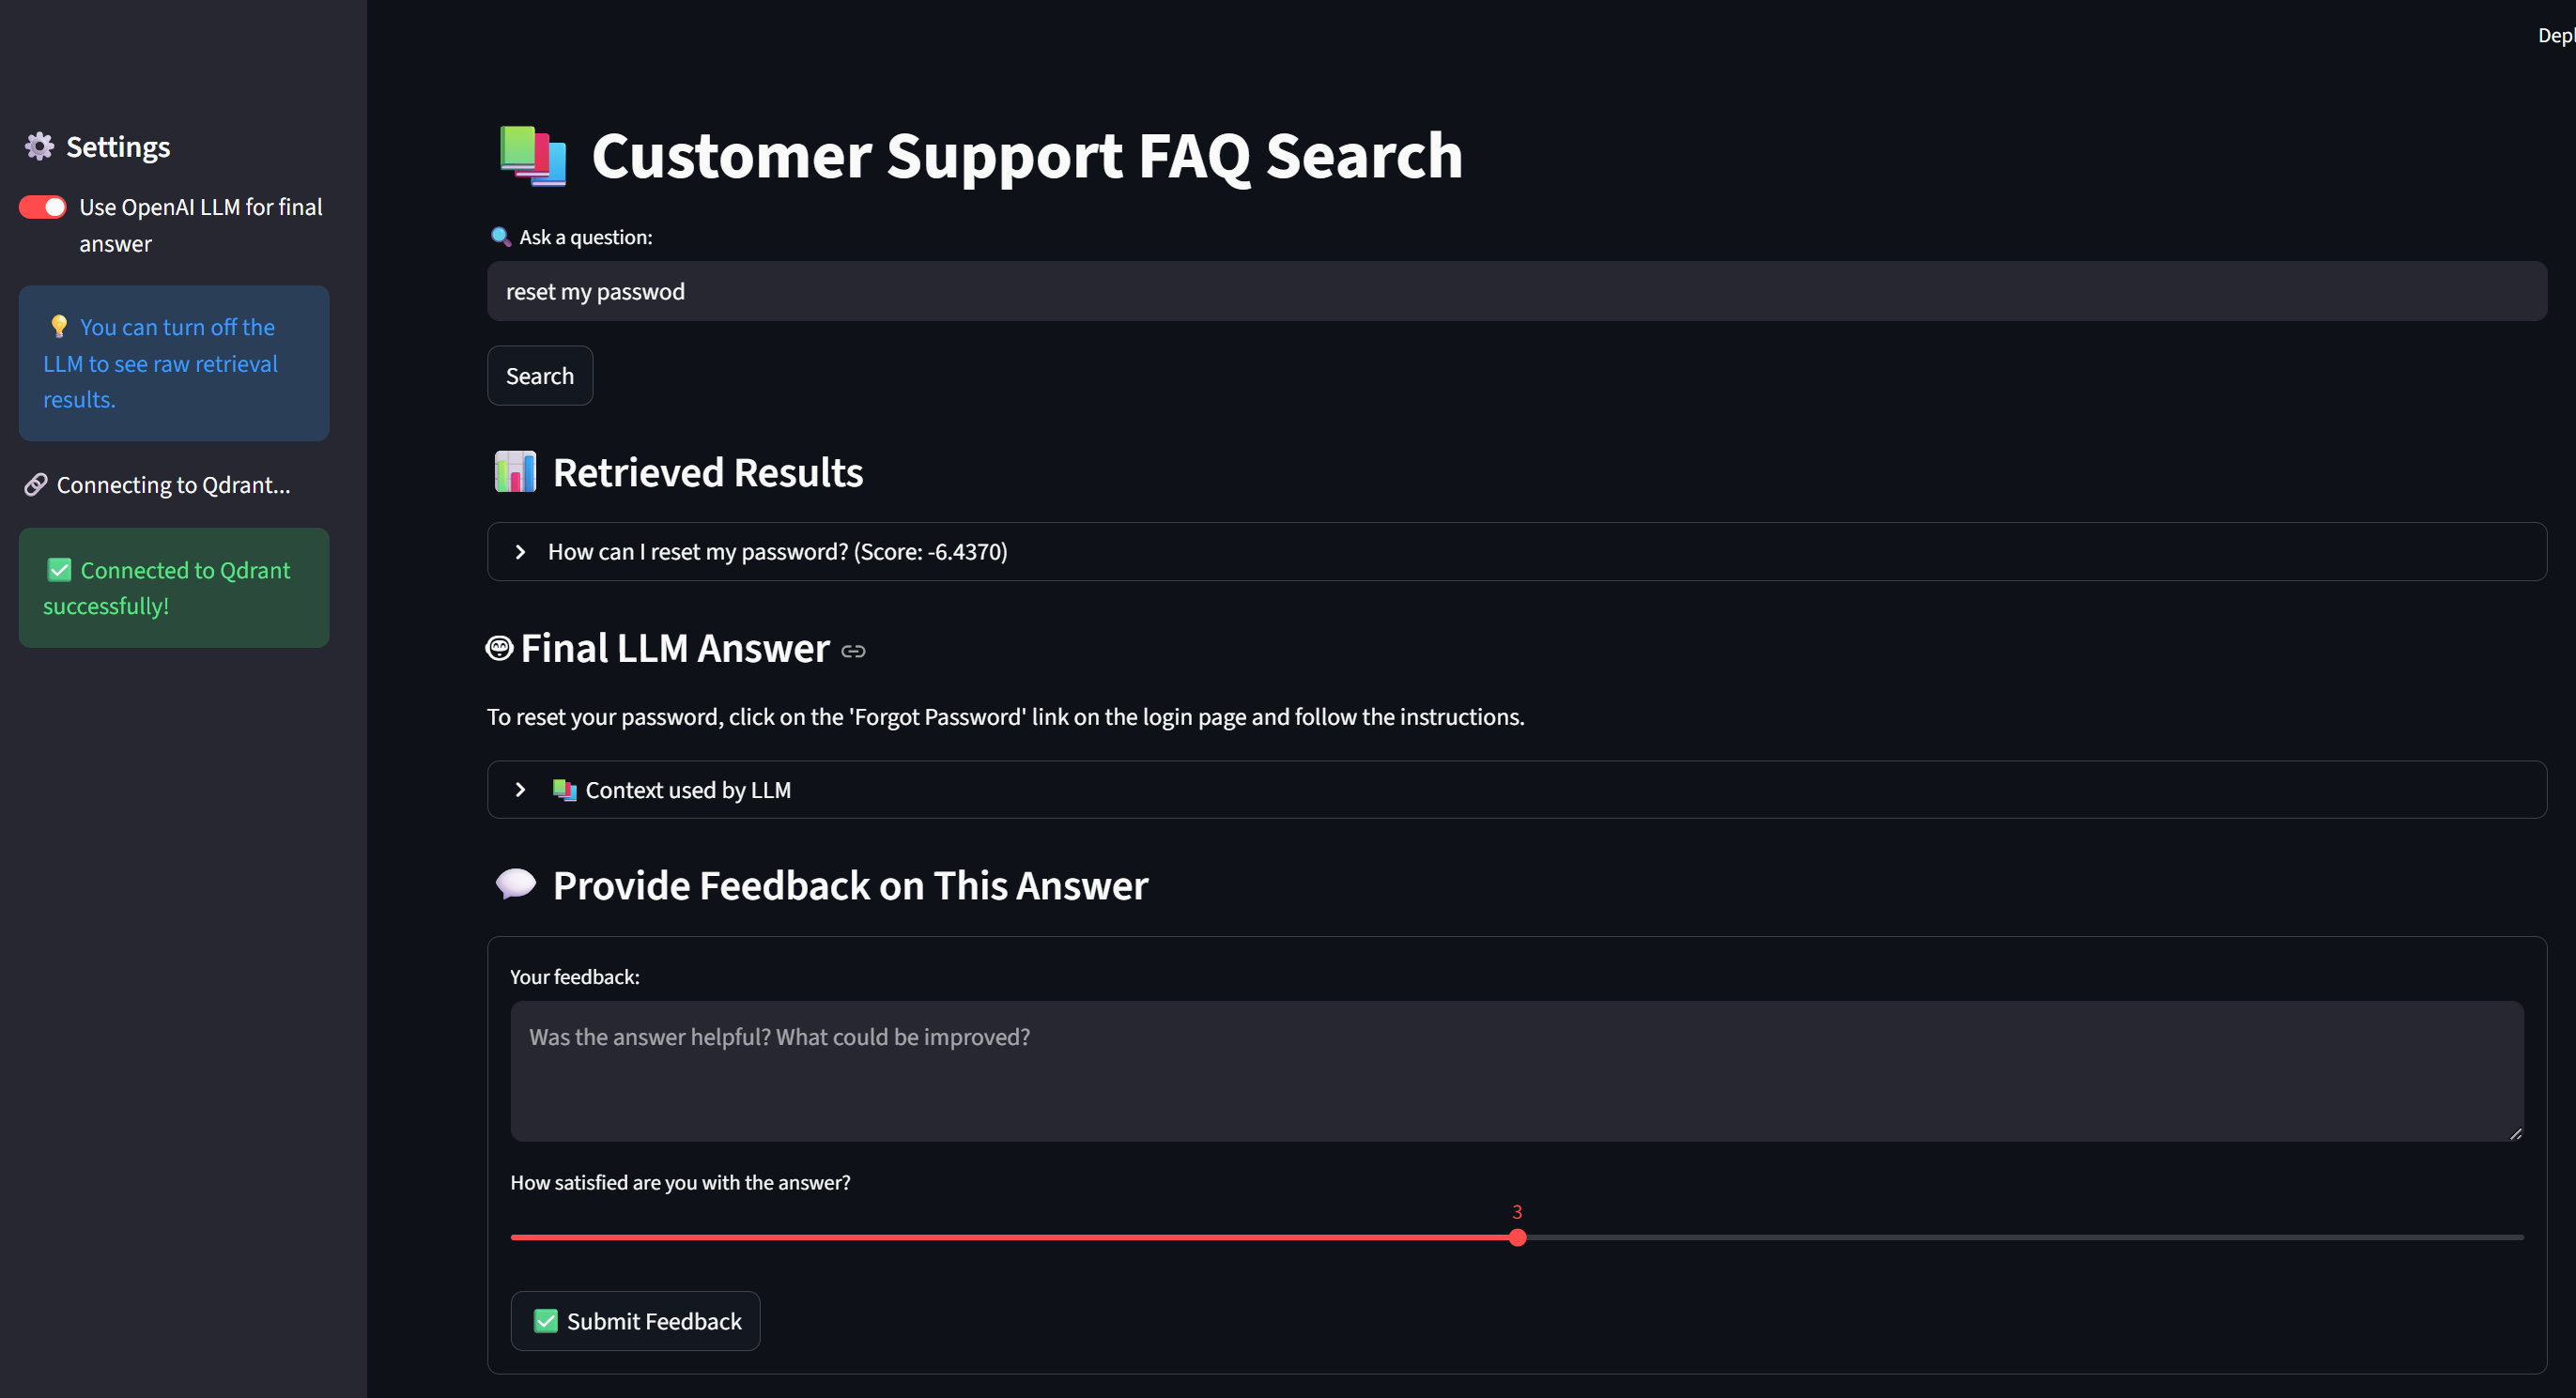 Depl
Settings
Use OpenAI LLM for final
answer
You can turn off the
LLM to see raw retrieval
results.
Connecting to Qdrant...
Connected to Qdrant
successfully!
Customer Support FAQ Search
Ask a question:
reset my passwod
Search
Retrieved Results
How can I reset my password? (Score: -6.4370)
Final LLM Answer
To reset your password, click on the 'Forgot Password' link on the login page and follow the instructions.
Context used by LLM
Provide Feedback on This Answer
Your feedback:
Was the answer helpful? What could be improved?
How satisfied are you with the answer?
3
Submit Feedback